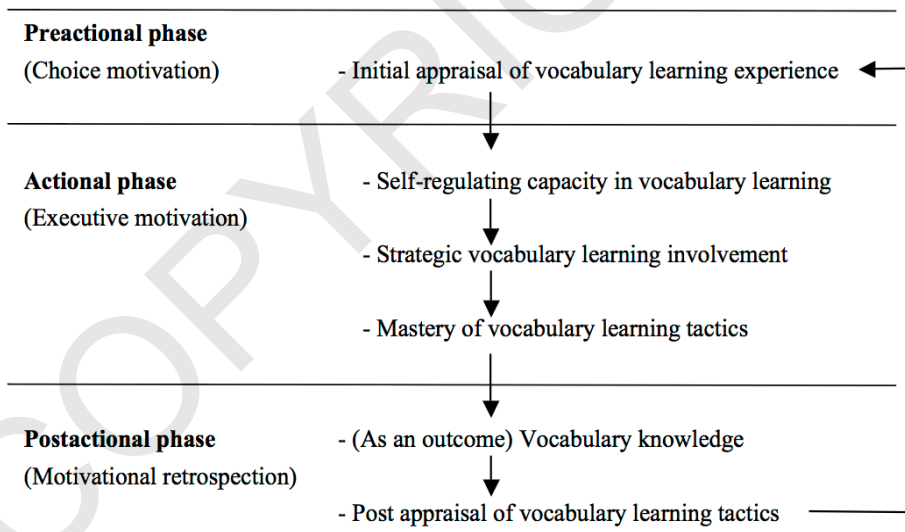 Preactional phase
(Choice motivation) - Initial appraisal of vocabulary learning experience
Actional phase - Self-regulating capacity in vocabulary learning
(Executive motivation)
- Strategic vocabulary learning involvement
- Mastery of vocabulary learning tactics
Postactional phase - (As an outcome) Vocabulary knowledge
(Motivational retrospection)
- Post appraisal of vocabulary learning tactics
COPYRIG